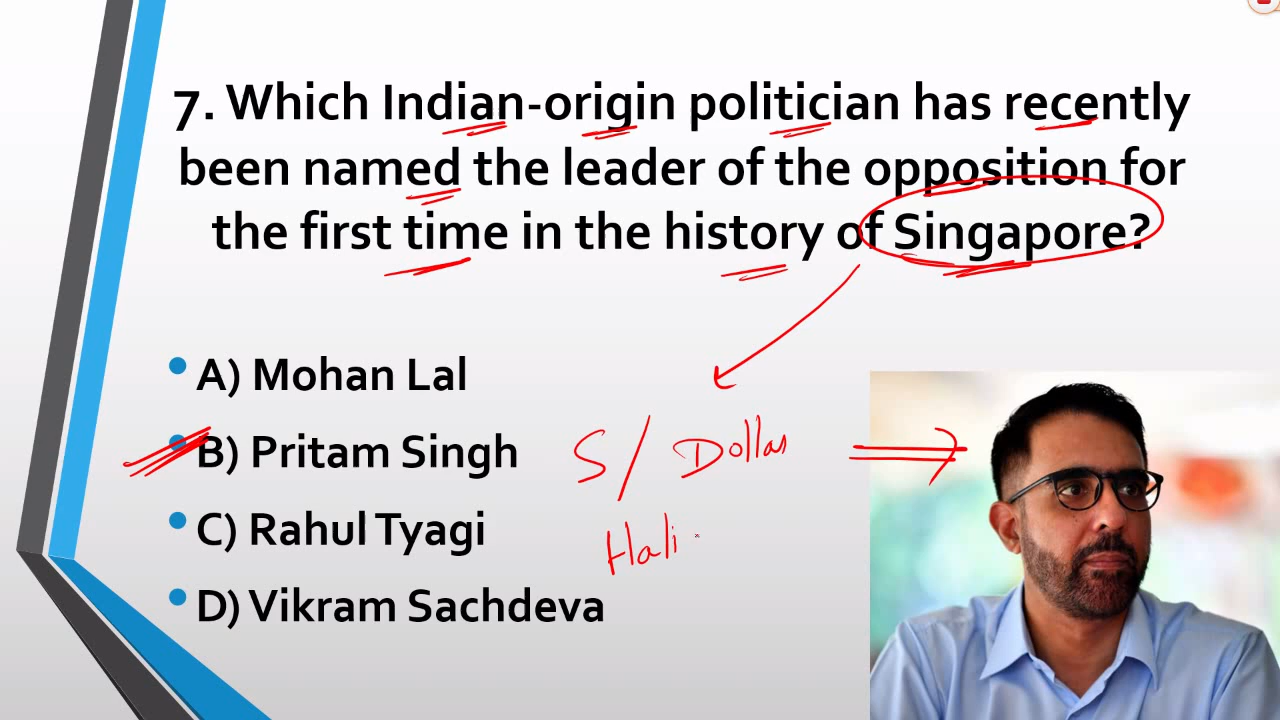 7. Which Indian-origin politician has recently
been named the leader of the opposition for
the first time in the history of Singapore?
A) Mohan Lal
B) Pritam Singh
S/ Dollar
C) Rahul Tyagi
Hali
D) Vikram Sachdeva